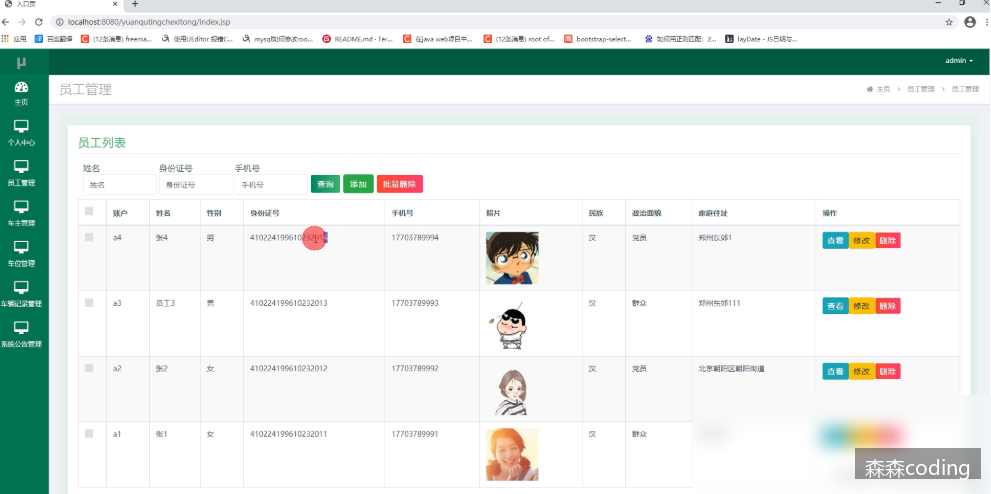 入口页
localhost:8080/yuanqutingchexitong/index.jsp
应用 百度翻译 (12条消息) freema... 使用UEditor 报错C... mysql如何修改roo... README.md · Ter... 在java web项目中... (12条消息) root of... bootstrap-select... 如何用正则匹配：2... layDate - JS日期与...
µ
admin
主页
个人中心
员工管理
车主管理
车位管理
车辆记录管理
系统公告管理
员工管理
主页 > 员工管理 > 员工管理
员工列表
姓名 身份证号 手机号
姓名 身份证号 手机号 查询 添加 批量删除
账户 姓名 性别 身份证号 手机号 照片 民族 政治面貌 家庭住址 操作
a4 张4 男 410224199610232014 17703789994 汉 党员 郑州东郊1 查看 修改 删除
a3 员工3 男 410224199610232013 17703789993 汉 群众 郑州东郊111 查看 修改 删除
a2 张2 女 410224199610232012 17703789992 汉 党员 北京朝阳区朝阳街道 查看 修改 删除
a1 张1 女 410224199610232011 17703789991 汉 群众
森森coding